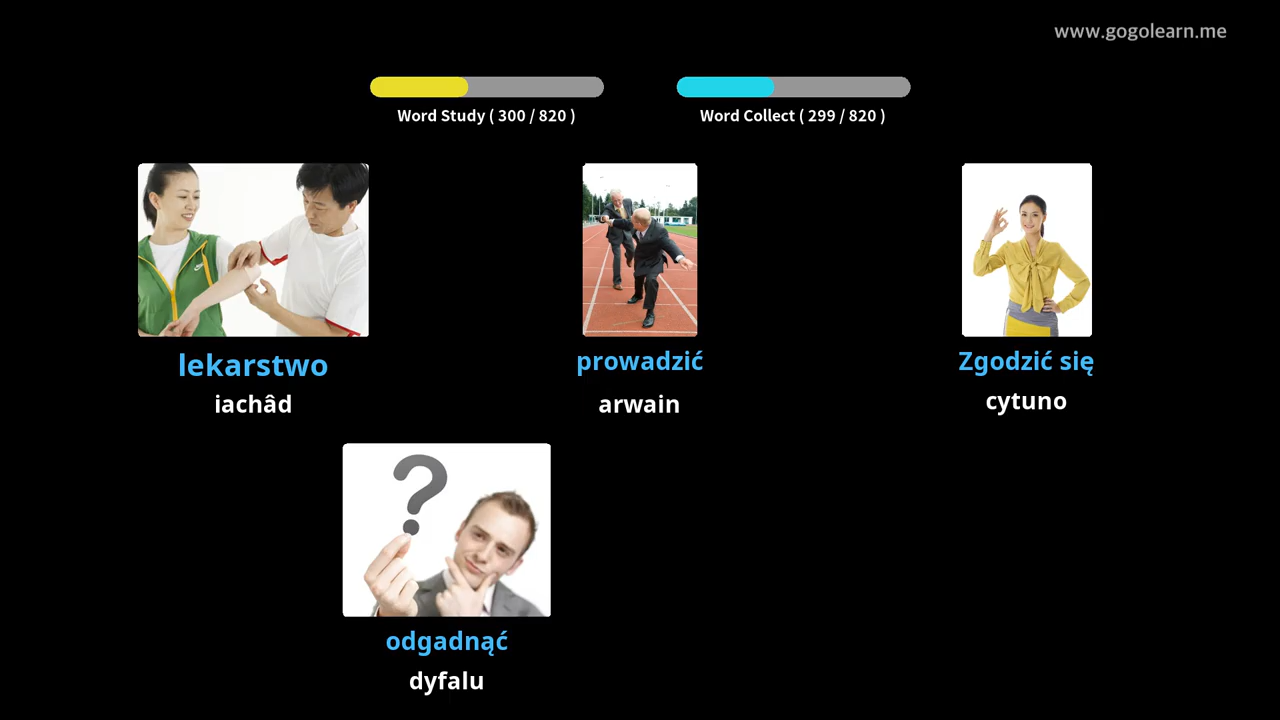 www.gogolearn.me
Word Study ( 300 / 820 )
Word Collect ( 299 / 820 )
lekarstwo
iachâd
prowadzić
arwain
Zgodzić się
cytuno
odgadnąć
dyfalu